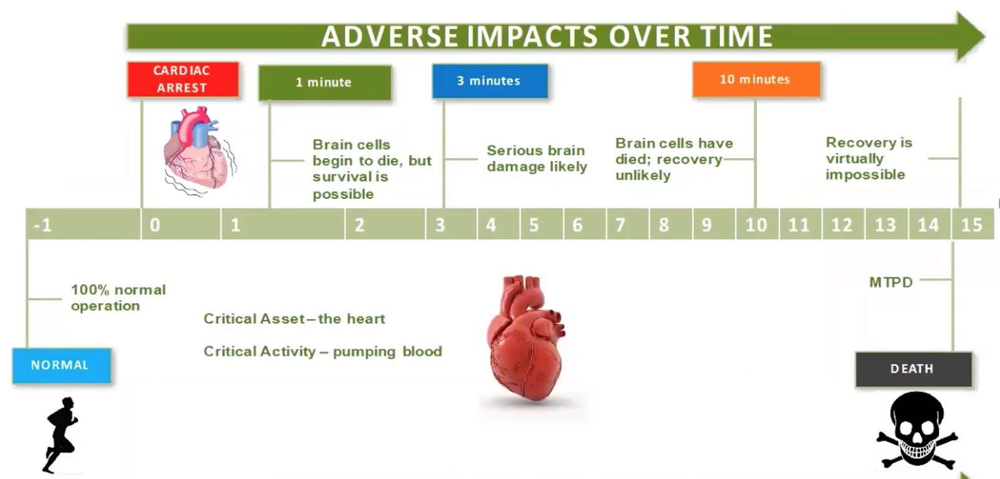 ADVERSE IMPACTS OVER TIME
CARDIAC
ARREST
1 minute
3 minutes
10 minutes
Brain cells
begin to die, but
survival is
possible
Serious brain
damage likely
Brain cells have
died; recovery
unlikely
Recovery is
virtually
impossible
-1 0 1 2 3 4 5 6 7 8 9 10 11 12 13 14 15
100% normal
operation
Critical Asset – the heart
Critical Activity – pumping blood
MTPD
NORMAL
DEATH